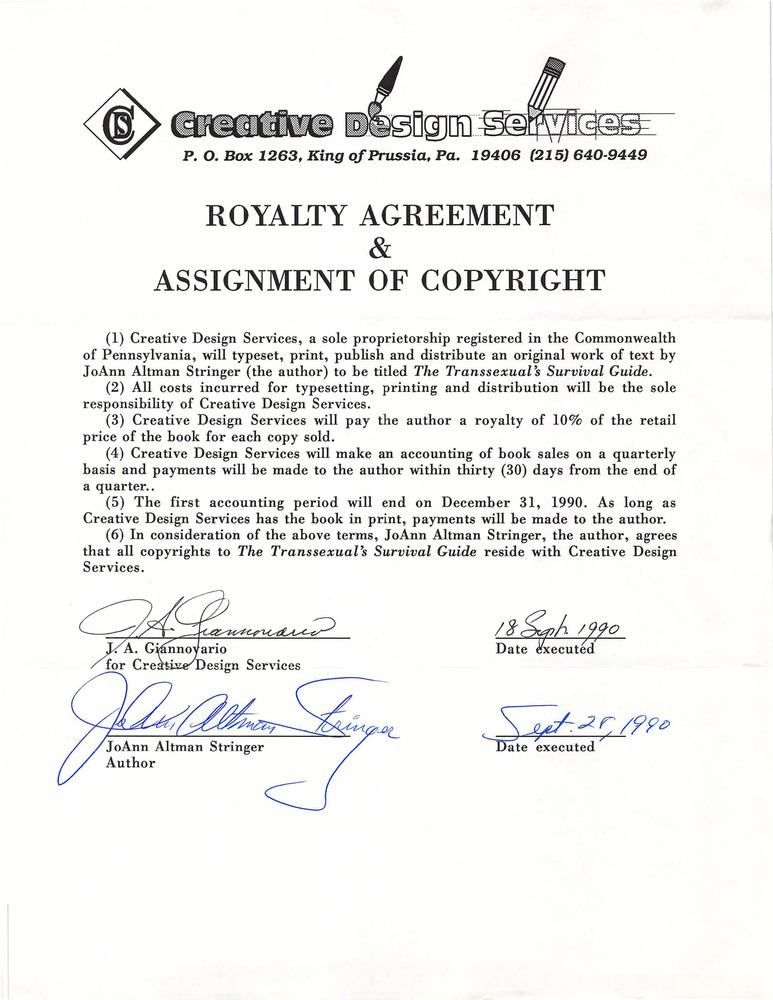 CDS Creative Design Services
P. O. Box 1263, King of Prussia, Pa. 19406 (215) 640-9449
ROYALTY AGREEMENT
&
ASSIGNMENT OF COPYRIGHT
(1) Creative Design Services, a sole proprietorship registered in the Commonwealth
of Pennsylvania, will typeset, print, publish and distribute an original work of text by
JoAnn Altman Stringer (the author) to be titled The Transsexual's Survival Guide.
(2) All costs incurred for typesetting, printing and distribution will be the sole
responsibility of Creative Design Services.
(3) Creative Design Services will pay the author a royalty of 10% of the retail
price of the book for each copy sold.
(4) Creative Design Services will make an accounting of book sales on a quarterly
basis and payments will be made to the author within thirty (30) days from the end of
a quarter..
(5) The first accounting period will end on December 31, 1990. As long as
Creative Design Services has the book in print, payments will be made to the author.
(6) In consideration of the above terms, JoAnn Altman Stringer, the author, agrees
that all copyrights to The Transsexual's Survival Guide reside with Creative Design
Services.
J. A. Giannovario 18 Sept. 1990
J. A. Giannovario Date executed
for Creative Design Services
JoAnn Altman Stringer Sept. 28, 1990
JoAnn Altman Stringer Date executed
Author